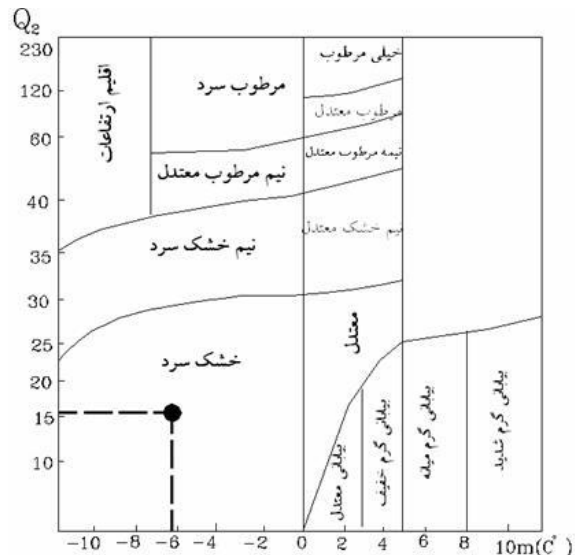 Q₂
230
120
60
40
35
30
25
20
15
10
اقلیم ارتفاعات
مرطوب سرد
خیلی مرطوب
مرطوب معتدل
نیمه مرطوب معتدل
نیم مرطوب معتدل
نیم خشک معتدل
نیم خشک سرد
معتدل
خشک سرد
بیابانی معتدل
بیابانی گرم خفیف
بیابانی گرم میانه
بیابانی گرم شدید
-10 -8 -6 -4 -2 0 2 4 6 8 10m(C°)